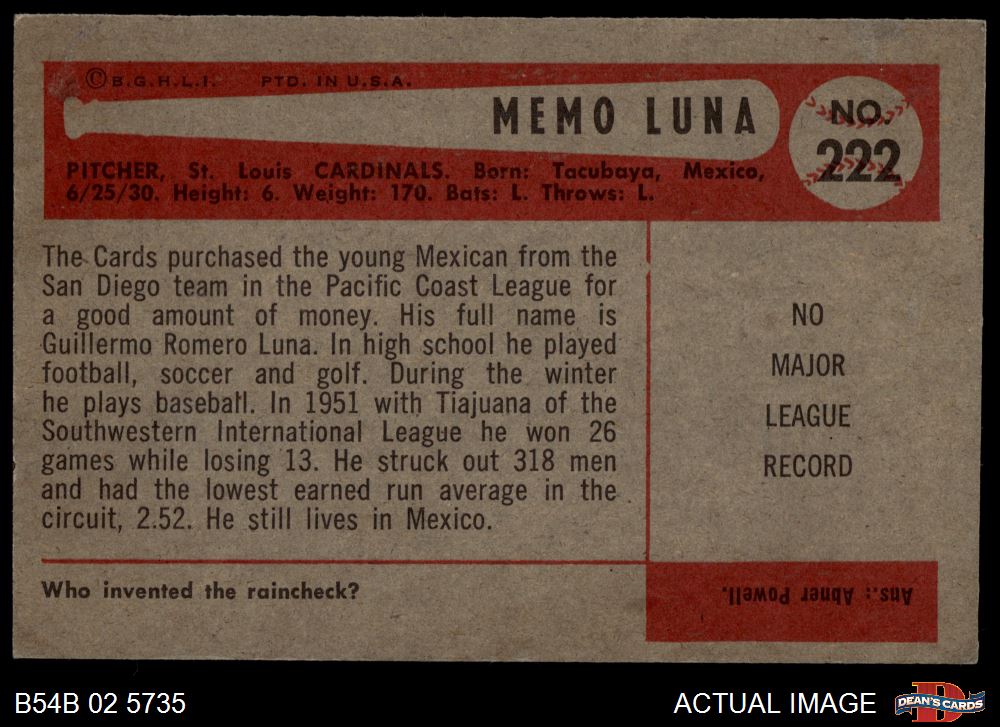 ©B.G.H.L.I. PTD. IN U.S.A.
MEMO LUNA
NO.
222
PITCHER, St. Louis CARDINALS. Born: Tacubaya, Mexico,
6/25/30. Height: 6. Weight: 170. Bats: L. Throws: L.
The Cards purchased the young Mexican from the
San Diego team in the Pacific Coast League for
a good amount of money. His full name is
Guillermo Romero Luna. In high school he played
football, soccer and golf. During the winter
he plays baseball. In 1951 with Tiajuana of the
Southwestern International League he won 26
games while losing 13. He struck out 318 men
and had the lowest earned run average in the
circuit, 2.52. He still lives in Mexico.
NO
MAJOR
LEAGUE
RECORD
Who invented the raincheck?
Ans.: Abner Powell.
B54B 02 5735
ACTUAL IMAGE
DEAN'S CARDS